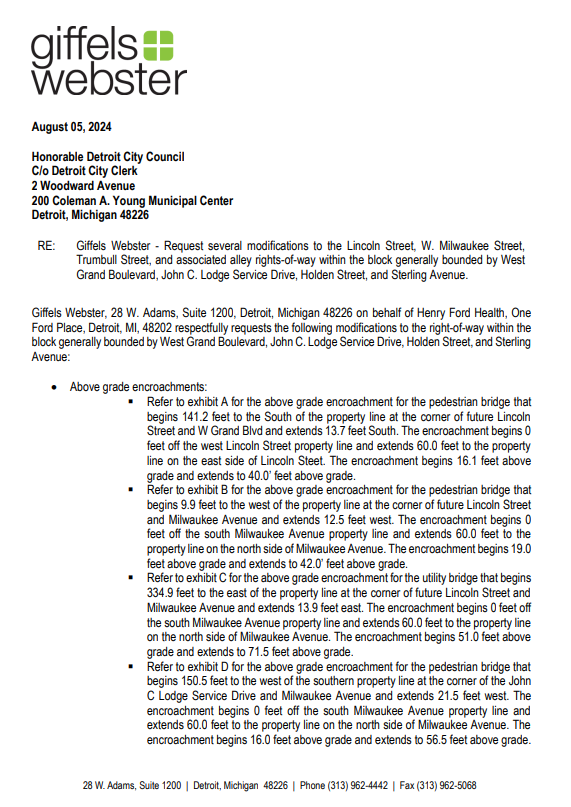 giffels
webster
August 05, 2024
Honorable Detroit City Council
C/o Detroit City Clerk
2 Woodward Avenue
200 Coleman A. Young Municipal Center
Detroit, Michigan 48226
RE: Giffels Webster - Request several modifications to the Lincoln Street, W. Milwaukee Street,
Trumbull Street, and associated alley rights-of-way within the block generally bounded by West
Grand Boulevard, John C. Lodge Service Drive, Holden Street, and Sterling Avenue.
Giffels Webster, 28 W. Adams, Suite 1200, Detroit, Michigan 48226 on behalf of Henry Ford Health, One
Ford Place, Detroit, MI, 48202 respectfully requests the following modifications to the right-of-way within the
block generally bounded by West Grand Boulevard, John C. Lodge Service Drive, Holden Street, and Sterling
Avenue:
• Above grade encroachments:
▪ Refer to exhibit A for the above grade encroachment for the pedestrian bridge that
begins 141.2 feet to the South of the property line at the corner of future Lincoln
Street and W Grand Blvd and extends 13.7 feet South. The encroachment begins 0
feet off the west Lincoln Street property line and extends 60.0 feet to the property
line on the east side of Lincoln Steet. The encroachment begins 16.1 feet above
grade and extends to 40.0' feet above grade.
▪ Refer to exhibit B for the above grade encroachment for the pedestrian bridge that
begins 9.9 feet to the west of the property line at the corner of future Lincoln Street
and Milwaukee Avenue and extends 12.5 feet west. The encroachment begins 0
feet off the south Milwaukee Avenue property line and extends 60.0 feet to the
property line on the north side of Milwaukee Avenue. The encroachment begins 19.0
feet above grade and extends to 42.0' feet above grade.
▪ Refer to exhibit C for the above grade encroachment for the utility bridge that begins
334.9 feet to the east of the property line at the corner of future Lincoln Street and
Milwaukee Avenue and extends 13.9 feet east. The encroachment begins 0 feet off
the south Milwaukee Avenue property line and extends 60.0 feet to the property line
on the north side of Milwaukee Avenue. The encroachment begins 51.0 feet above
grade and extends to 71.5 feet above grade.
▪ Refer to exhibit D for the above grade encroachment for the pedestrian bridge that
begins 150.5 feet to the west of the southern property line at the corner of the John
C Lodge Service Drive and Milwaukee Avenue and extends 21.5 feet west. The
encroachment begins 0 feet off the south Milwaukee Avenue property line and
extends 60.0 feet to the property line on the north side of Milwaukee Avenue. The
encroachment begins 16.0 feet above grade and extends to 56.5 feet above grade.
28 W. Adams, Suite 1200 | Detroit, Michigan 48226 | Phone (313) 962-4442 | Fax (313) 962-5068